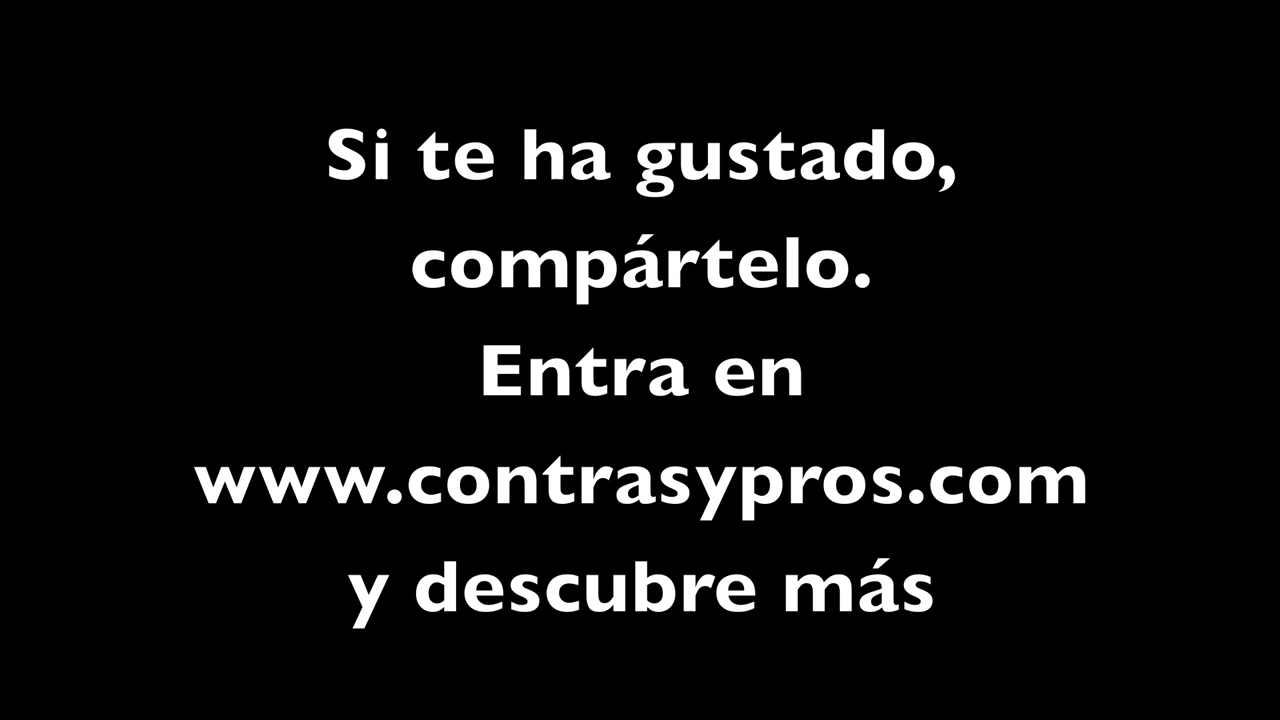 Si te ha gustado,
compártelo.
Entra en
www.contrasypros.com
y descubre más